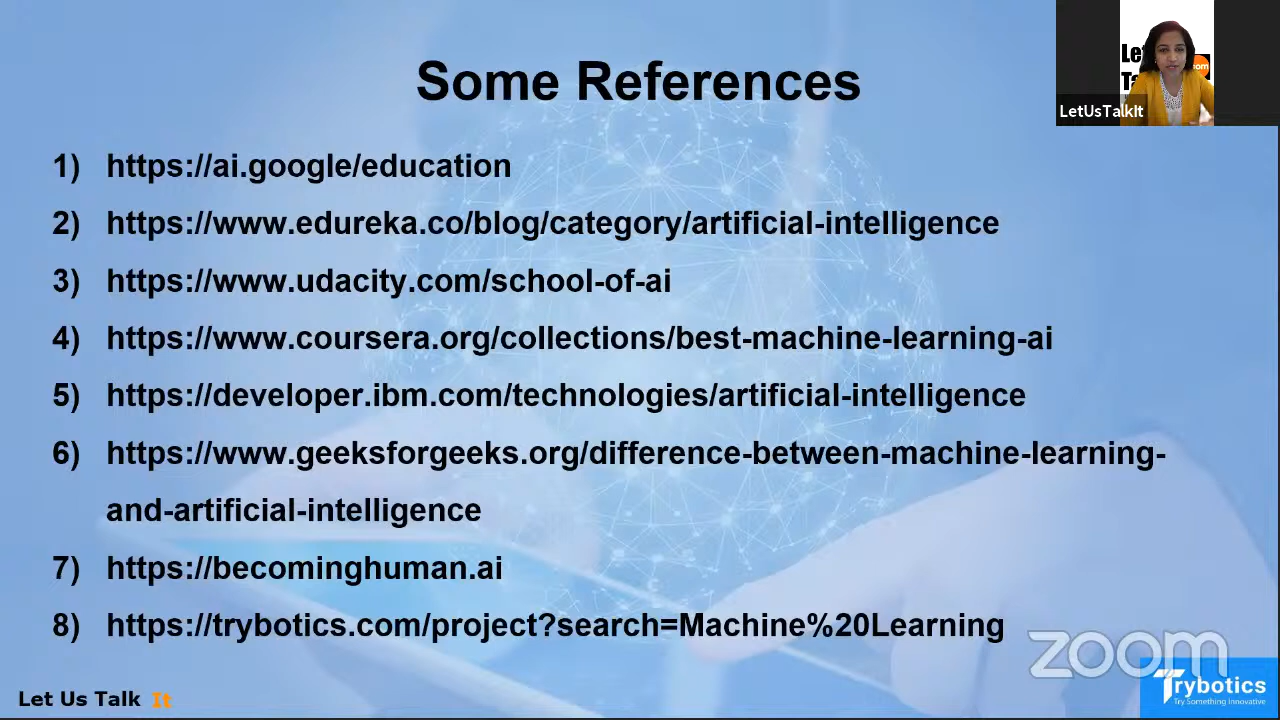 Some References
1) https://ai.google/education
2) https://www.edureka.co/blog/category/artificial-intelligence
3) https://www.udacity.com/school-of-ai
4) https://www.coursera.org/collections/best-machine-learning-ai
5) https://developer.ibm.com/technologies/artificial-intelligence
6) https://www.geeksforgeeks.org/difference-between-machine-learning-
and-artificial-intelligence
7) https://becominghuman.ai
8) https://trybotics.com/project?search=Machine%20Learning
LetUsTalkIt
zoom
Let Us Talk It
Trybotics
Try Something Innovative